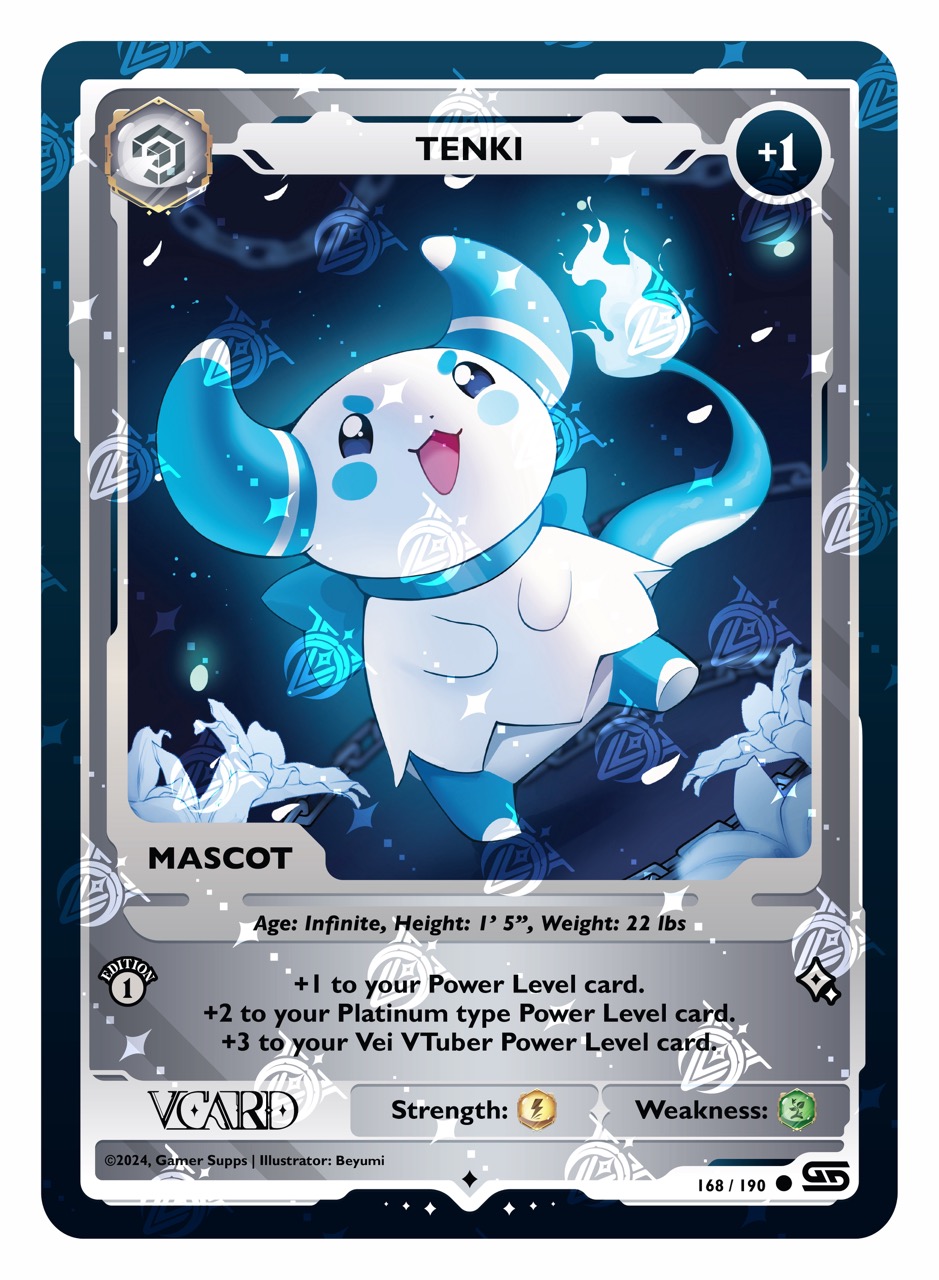 TENKI
+1
MASCOT
Age: Infinite, Height: 1’ 5”, Weight: 22 lbs
EDITION
1
+1 to your Power Level card.
+2 to your Platinum type Power Level card.
+3 to your Vei VTuber Power Level card.
VCARD
Strength:
Weakness:
©2024, Gamer Supps | Illustrator: Beyumi
168 / 190
GS